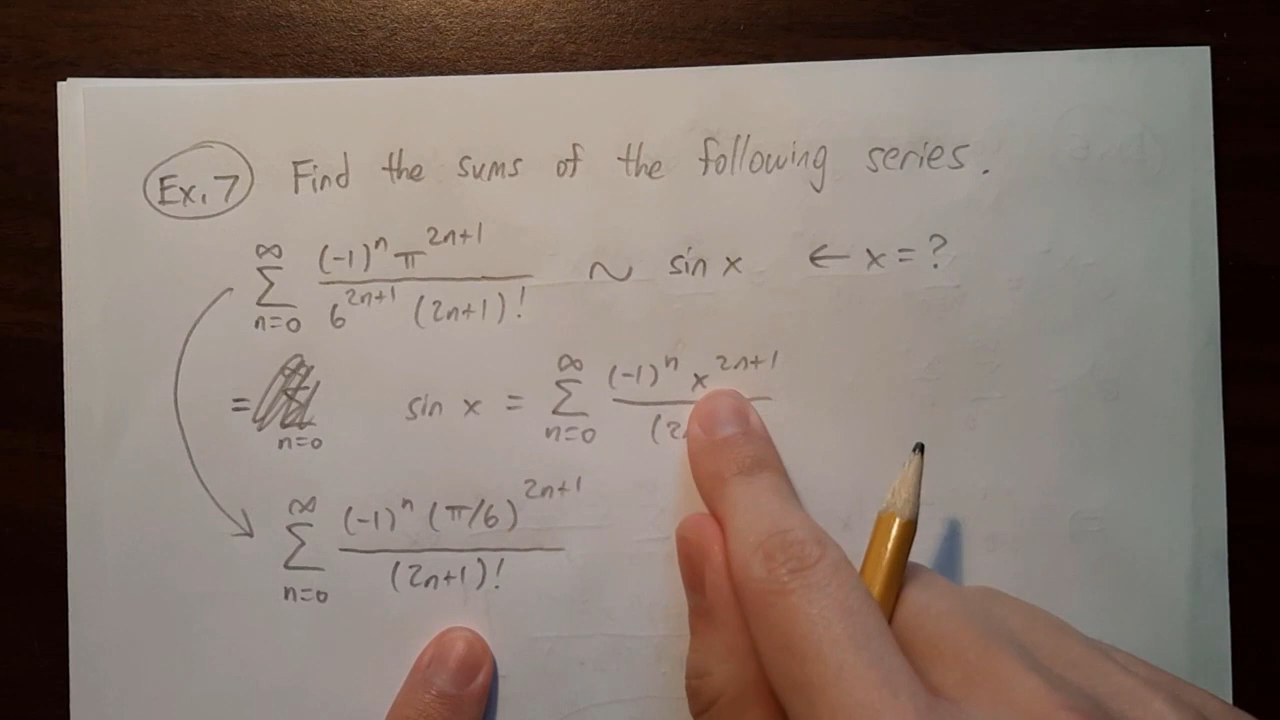 Ex. 7 Find the sums of the following series.
∞ Σ n=0 (-1)^n π^{2n+1} / 6^{2n+1} (2n+1)! ~ sin x ← x = ?
= n=0 sin x = ∞ Σ n=0 (-1)^n x^{2n+1} / (2
∞ Σ n=0 (-1)^n (π/6)^{2n+1} / (2n+1)!